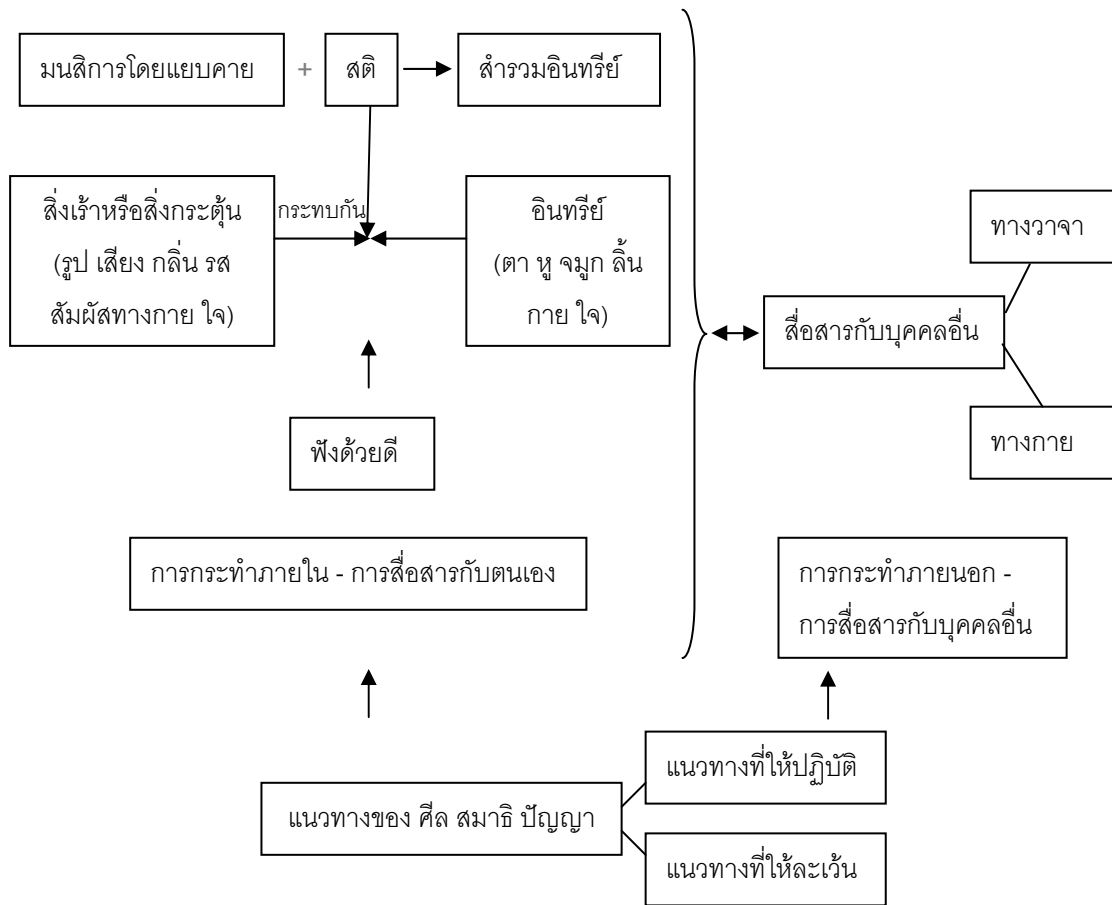 มนสิการโดยแยบคาย + สติ สำรวมอินทรีย์
สิ่งเร้าหรือสิ่งกระตุ้น
(รูป เสียง กลิ่น รส
สัมผัสทางกาย ใจ)
กระทบกัน
อินทรีย์
(ตา หู จมูก ลิ้น
กาย ใจ)
ทางวาจา
สื่อสารกับบุคคลอื่น
ทางกาย
ฟังด้วยดี
การกระทำภายใน - การสื่อสารกับตนเอง
การกระทำภายนอก -
การสื่อสารกับบุคคลอื่น
แนวทางที่ให้ปฏิบัติ
แนวทางของ ศีล สมาธิ ปัญญา
แนวทางที่ให้ละเว้น